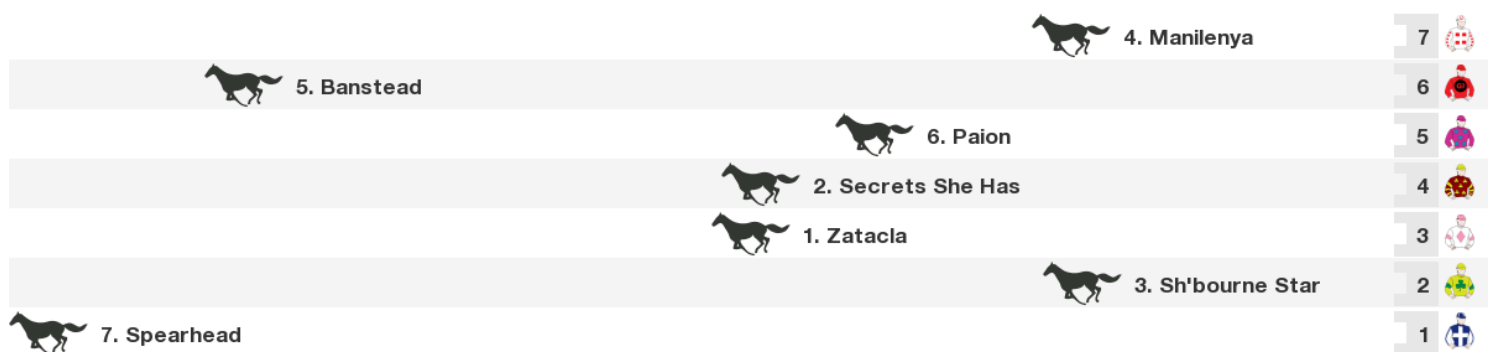 4. Manilenya 7
5. Banstead 6
6. Paion 5
2. Secrets She Has 4
1. Zatacla 3
3. Sh'bourne Star 2
7. Spearhead 1